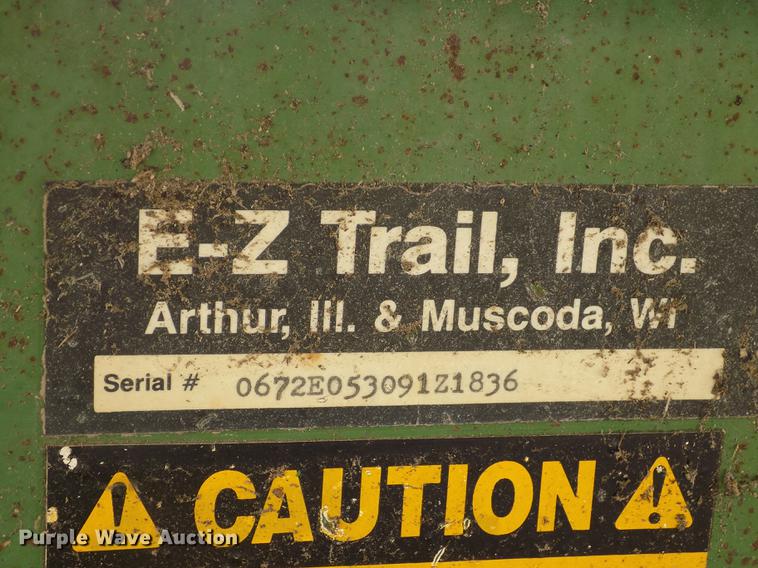 E-Z Trail, Inc.
Arthur, Ill. & Muscoda, WI
Serial # 0672E053091Z1836
CAUTION
Purple Wave Auction